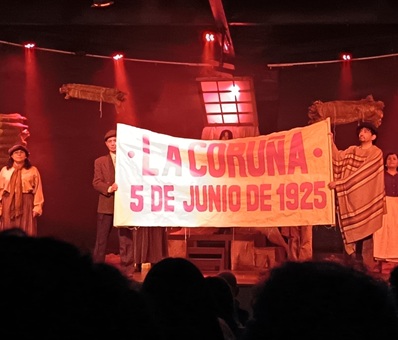 · LA CORUÑA ·
5 DE JUNIO DE 1925